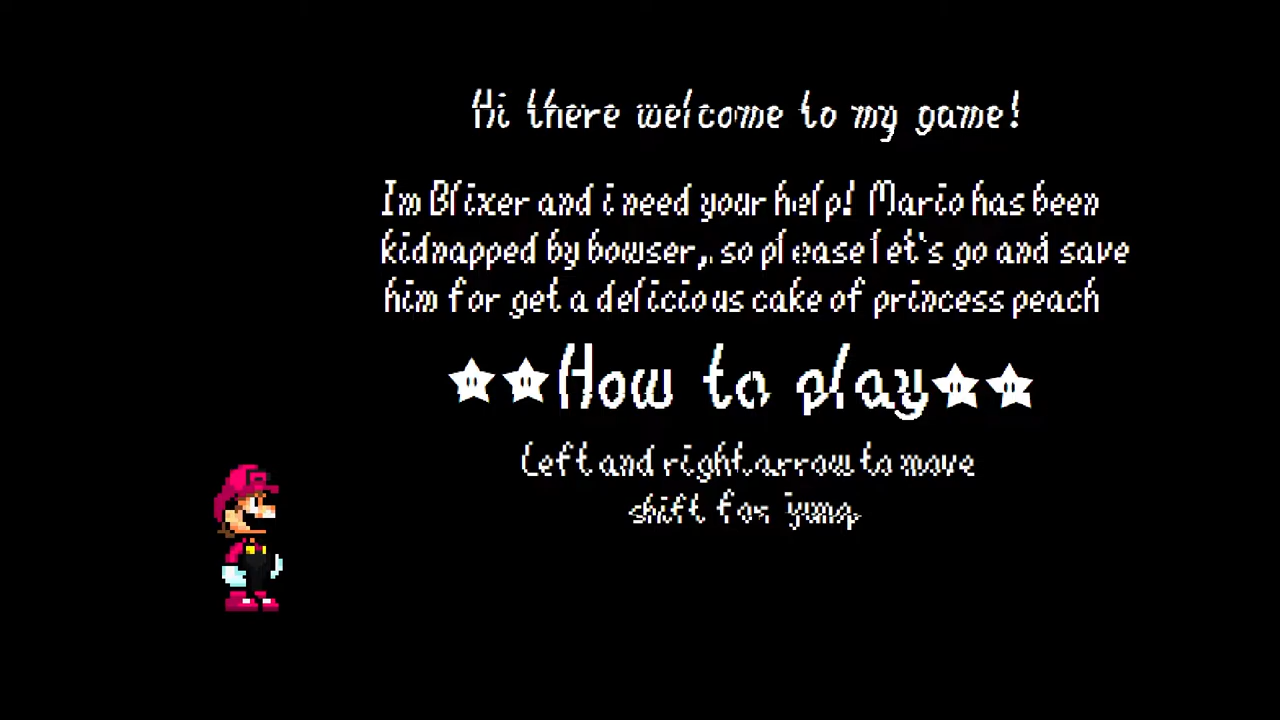 Hi there welcome to my game!
Im Blixer and i need your help! Mario has been
kidnapped by bowser,. so please let's go and save
him for get a delicious cake of princess peach
How to play
Left and right arrow to move
shift for jump